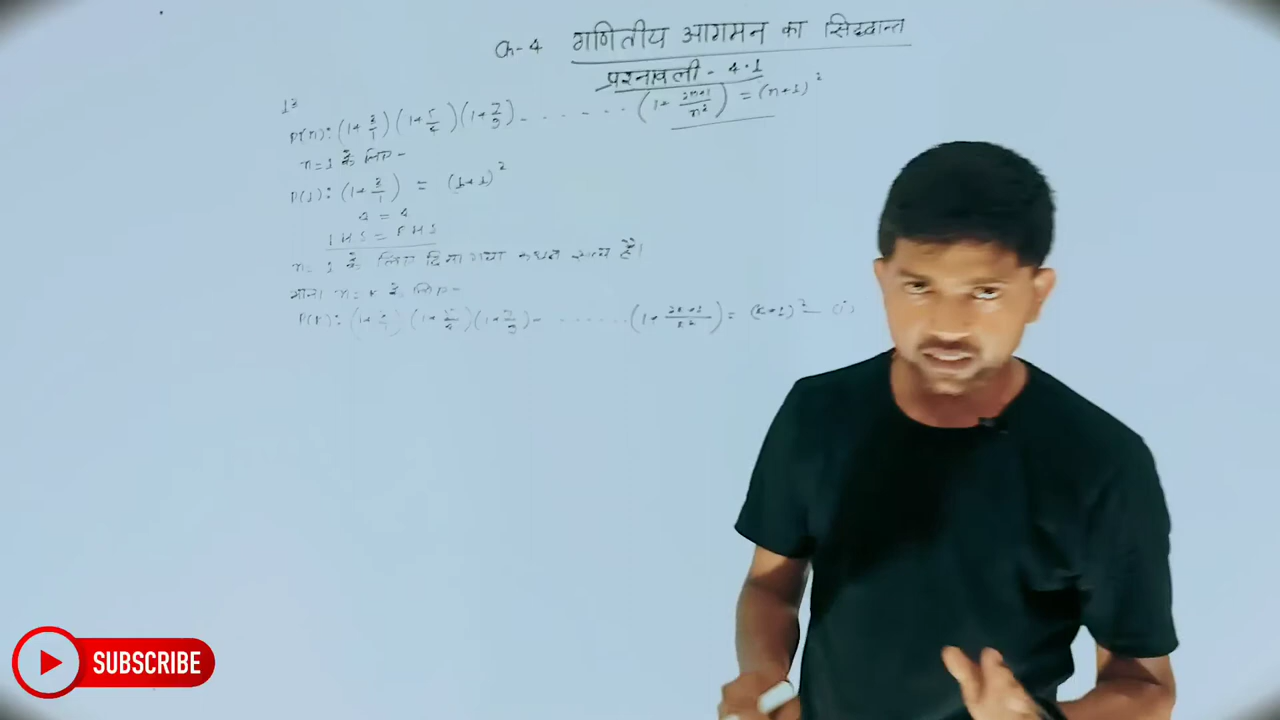 Ch-4 गणितीय आगमन का सिद्धान्त
प्रश्नावली - 4.1
13
P(n): (1+3/1)(1+5/4)(1+7/9)- - - - - - (1+ 2n+1/n²) = (n+1)²
n=1 के लिए-
P(1): (1+3/1) = (1+1)²
4 = 4
LHS = RHS
n=1 के लिए दिया गया कथन सत्य है।
माना n=k के लिए-
P(k): (1+3/1)(1+5/4)(1+7/9)- - - - - - - (1+ 2k+1/k²) = (k+1)² — (i)
SUBSCRIBE